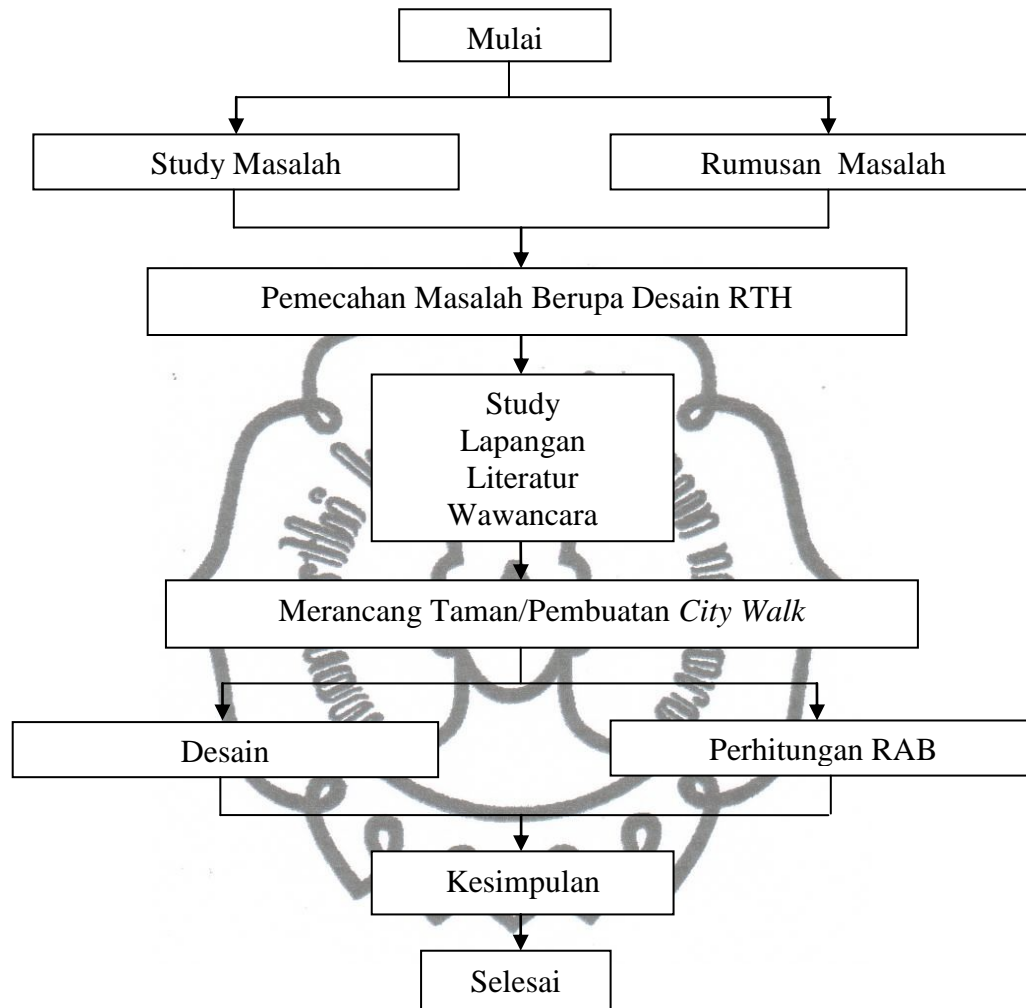 Mulai
Study Masalah
Rumusan Masalah
Pemecahan Masalah Berupa Desain RTH
Study
Lapangan
Literatur
Wawancara
Merancang Taman/Pembuatan City Walk
Desain
Perhitungan RAB
Kesimpulan
Selesai